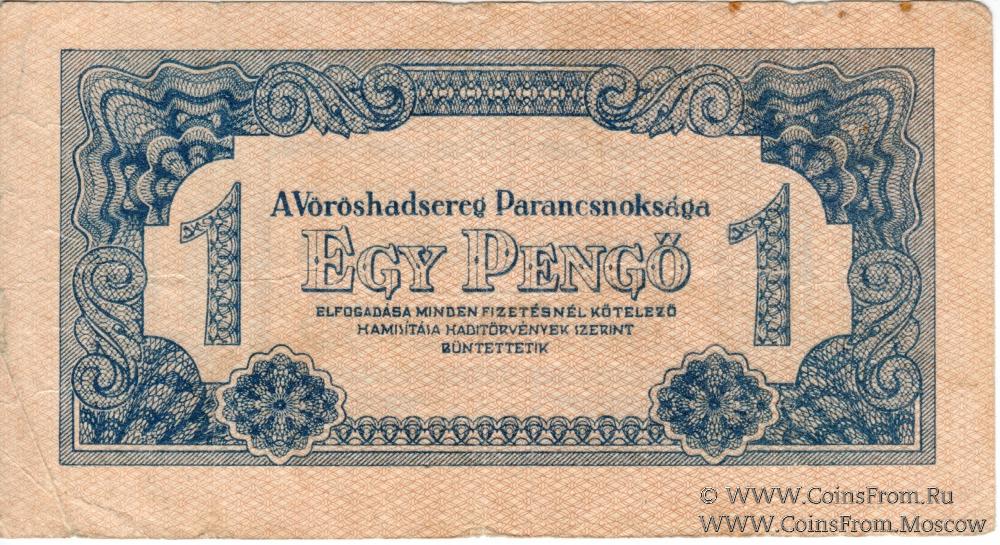 A Vöröshadsereg Parancsnoksága
1 EGY PENGŐ 1
ELFOGADÁSA MINDEN FIZETÉSNÉL KÖTELEZŐ
HAMISÍTÁSA HADITÖRVÉNYEK SZERINT
BÜNTETTETIK
© WWW.CoinsFrom.Ru
WWW.CoinsFrom.Moscow